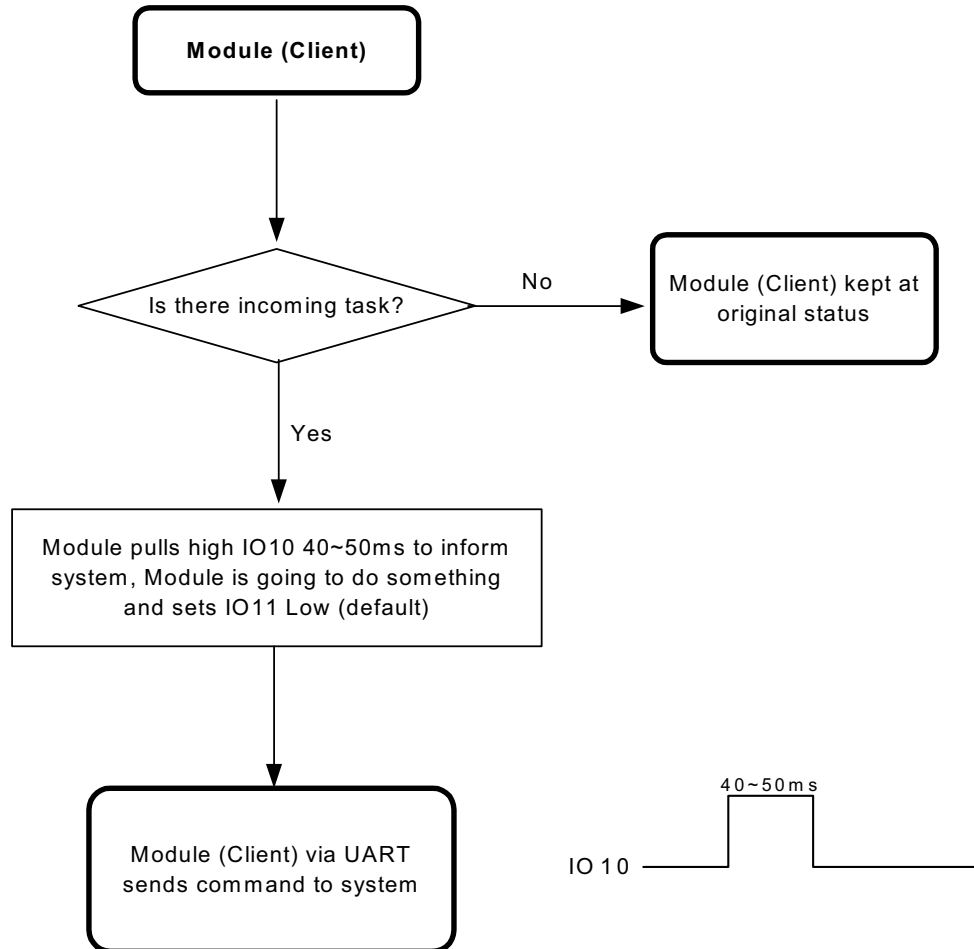 Module (Client)
Is there incoming task?
No
Module (Client) kept at
original status
Yes
Module pulls high IO10 40~50ms to inform
system, Module is going to do something
and sets IO11 Low (default)
Module (Client) via UART
sends command to system
40~50ms
IO10